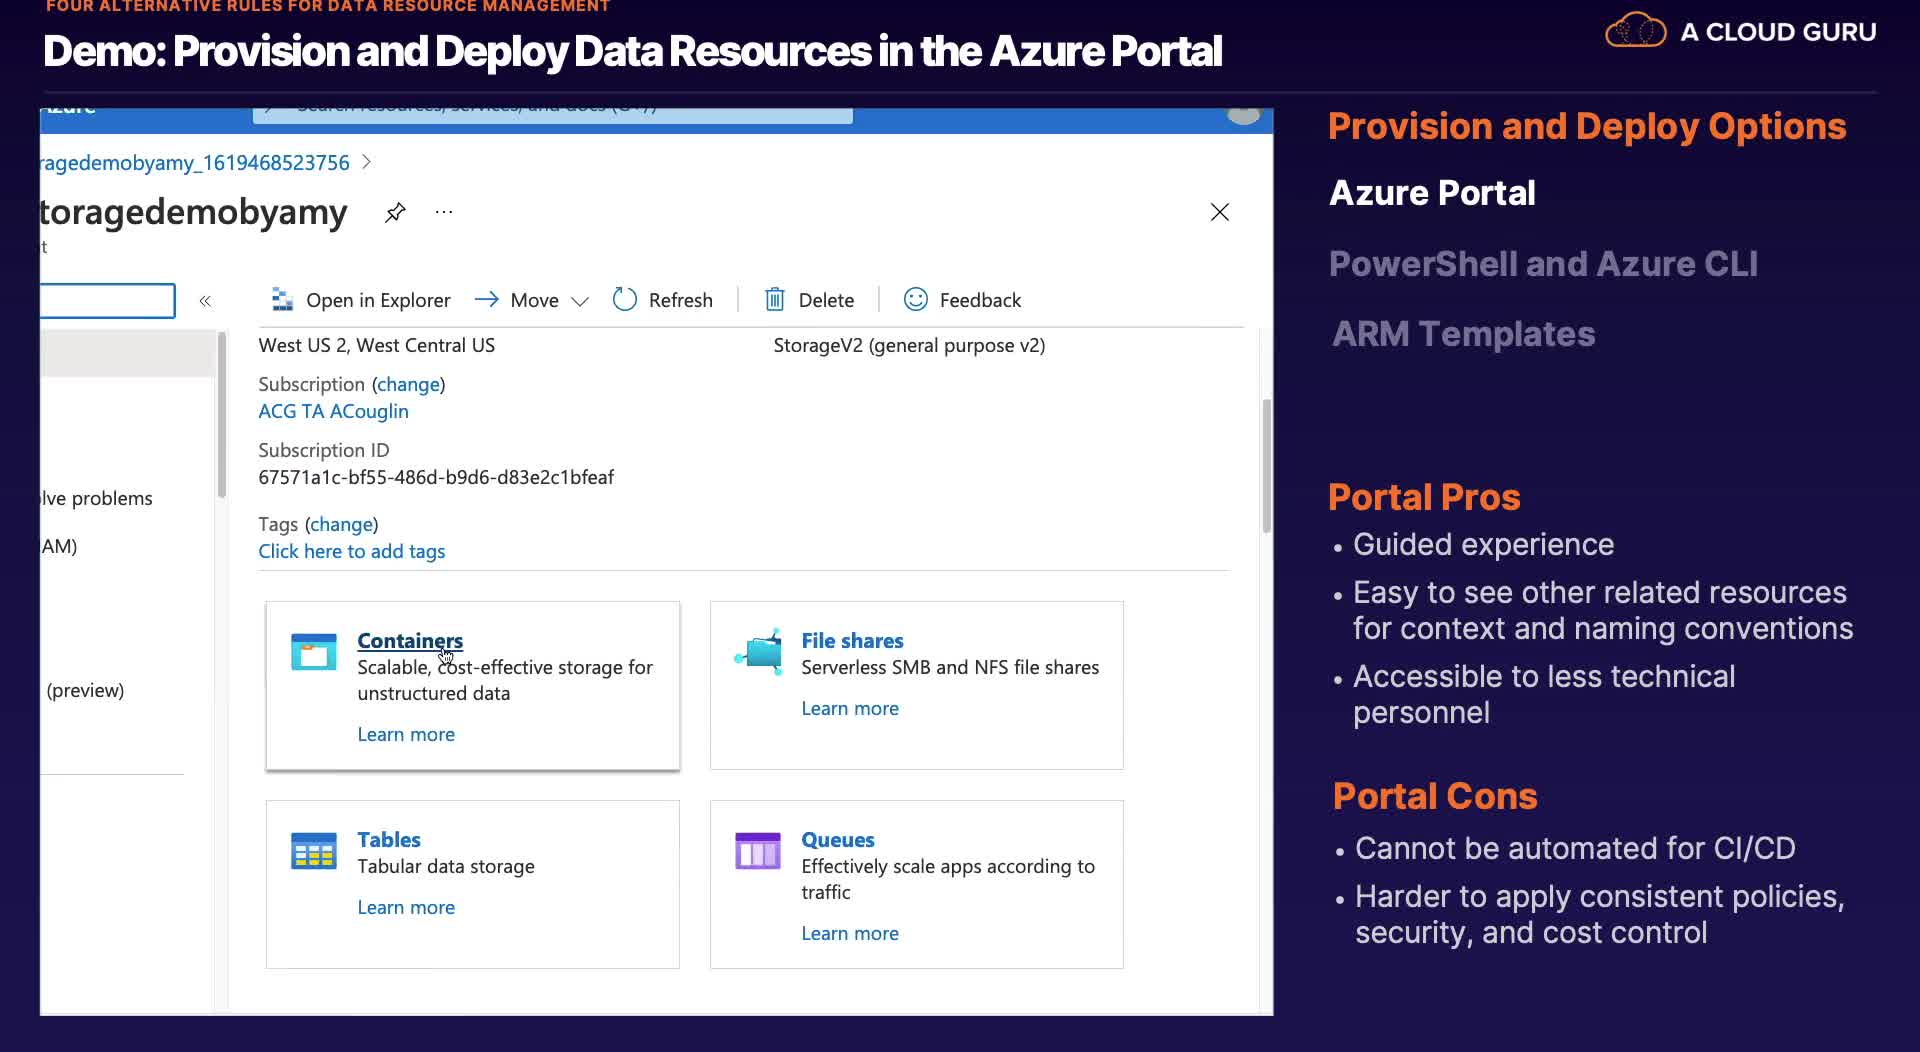 FOUR ALTERNATIVE RULES FOR DATA RESOURCE MANAGEMENT
Demo: Provision and Deploy Data Resources in the Azure Portal
A CLOUD GURU
Azure
Search resources, services, and docs (G+/)
ragedemobyamy_1619468523756
toragedemobyamy
t
Open in Explorer
Move
Refresh
Delete
Feedback
West US 2, West Central US
StorageV2 (general purpose v2)
Subscription (change)
ACG TA ACouglin
Subscription ID
67571a1c-bf55-486d-b9d6-d83e2c1bfeaf
Tags (change)
Click here to add tags
lve problems
AM)
(preview)
Containers
Scalable, cost-effective storage for
unstructured data
Learn more
File shares
Serverless SMB and NFS file shares
Learn more
Tables
Tabular data storage
Learn more
Queues
Effectively scale apps according to
traffic
Learn more
Provision and Deploy Options
Azure Portal
PowerShell and Azure CLI
ARM Templates
Portal Pros
• Guided experience
• Easy to see other related resources
for context and naming conventions
• Accessible to less technical
personnel
Portal Cons
• Cannot be automated for CI/CD
• Harder to apply consistent policies,
security, and cost control